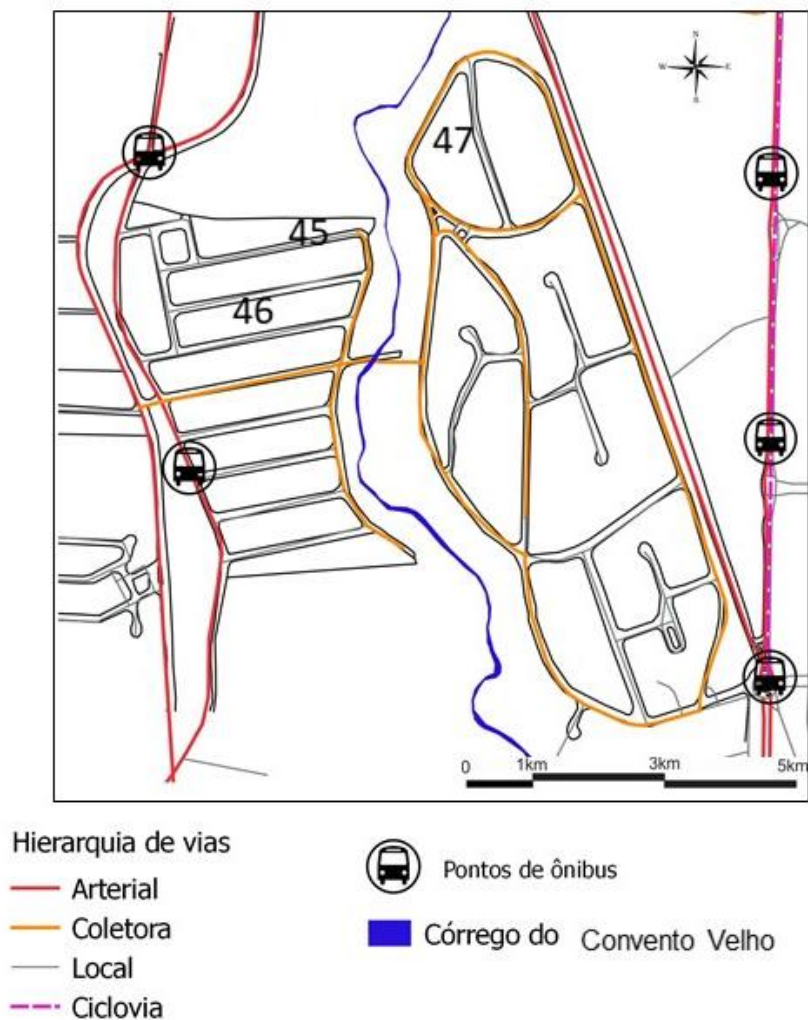 N
W E
S
47
45
46
0 1km 3km 5km
Hierarquia de vias
Arterial
Coletora
Local
Ciclovia
Pontos de ônibus
Córrego do Convento Velho